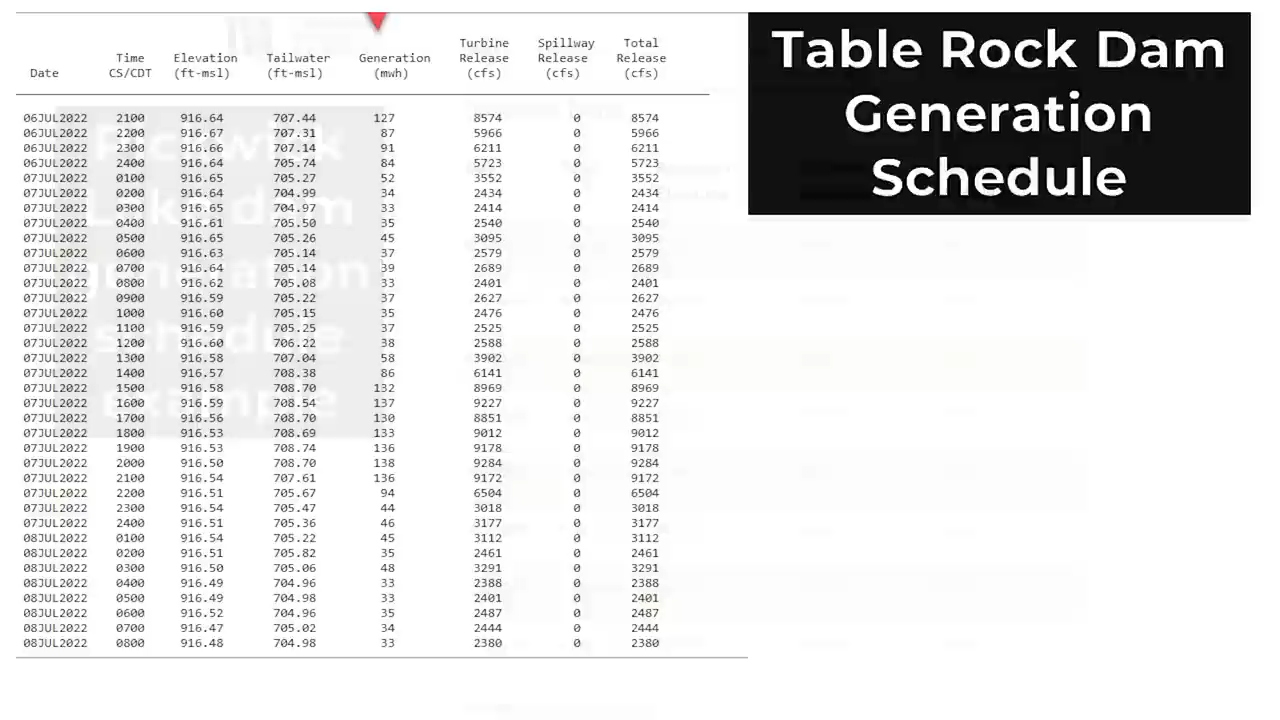 Turbine Spillway Total
Time Elevation Tailwater Generation Release Release Release
Date CS/CDT (ft-msl) (ft-msl) (mwh) (cfs) (cfs) (cfs)
06JUL2022 2100 916.64 707.44 127 8574 0 8574
06JUL2022 2200 916.67 707.31 87 5966 0 5966
06JUL2022 2300 916.66 707.14 91 6211 0 6211
06JUL2022 2400 916.64 705.74 84 5723 0 5723
07JUL2022 0100 916.65 705.27 52 3552 0 3552
07JUL2022 0200 916.64 704.99 34 2434 0 2434
07JUL2022 0300 916.65 704.97 33 2414 0 2414
07JUL2022 0400 916.61 705.50 35 2540 0 2540
07JUL2022 0500 916.65 705.26 45 3095 0 3095
07JUL2022 0600 916.63 705.14 37 2579 0 2579
07JUL2022 0700 916.64 705.14 39 2689 0 2689
07JUL2022 0800 916.62 705.08 33 2401 0 2401
07JUL2022 0900 916.59 705.22 37 2627 0 2627
07JUL2022 1000 916.60 705.15 35 2476 0 2476
07JUL2022 1100 916.59 705.25 37 2525 0 2525
07JUL2022 1200 916.60 706.22 38 2588 0 2588
07JUL2022 1300 916.58 707.04 58 3902 0 3902
07JUL2022 1400 916.57 708.38 86 6141 0 6141
07JUL2022 1500 916.58 708.70 132 8969 0 8969
07JUL2022 1600 916.59 708.54 137 9227 0 9227
07JUL2022 1700 916.56 708.70 130 8851 0 8851
07JUL2022 1800 916.53 708.69 133 9012 0 9012
07JUL2022 1900 916.53 708.74 136 9178 0 9178
07JUL2022 2000 916.50 708.70 138 9284 0 9284
07JUL2022 2100 916.54 707.61 136 9172 0 9172
07JUL2022 2200 916.51 705.67 94 6504 0 6504
07JUL2022 2300 916.54 705.47 44 3018 0 3018
07JUL2022 2400 916.51 705.36 46 3177 0 3177
08JUL2022 0100 916.54 705.22 45 3112 0 3112
08JUL2022 0200 916.51 705.82 35 2461 0 2461
08JUL2022 0300 916.50 705.06 48 3291 0 3291
08JUL2022 0400 916.49 704.96 33 2388 0 2388
08JUL2022 0500 916.49 704.98 33 2401 0 2401
08JUL2022 0600 916.52 704.96 35 2487 0 2487
08JUL2022 0700 916.47 705.02 34 2444 0 2444
08JUL2022 0800 916.48 704.98 33 2380 0 2380
Table Rock Dam
Generation
Schedule
Pickwick
Lake dam
generation
schedule
example